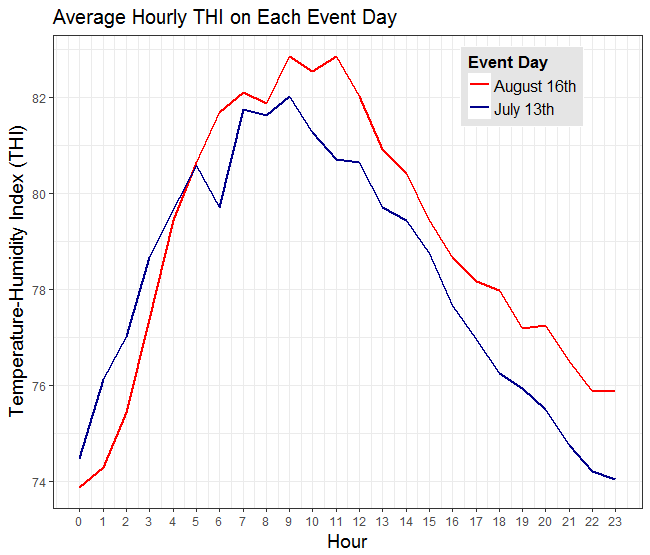 Average Hourly THI on Each Event Day
Event Day
August 16th
July 13th
Temperature-Humidity Index (THI)
82
80
78
76
74
0 1 2 3 4 5 6 7 8 9 10 11 12 13 14 15 16 17 18 19 20 21 22 23
Hour